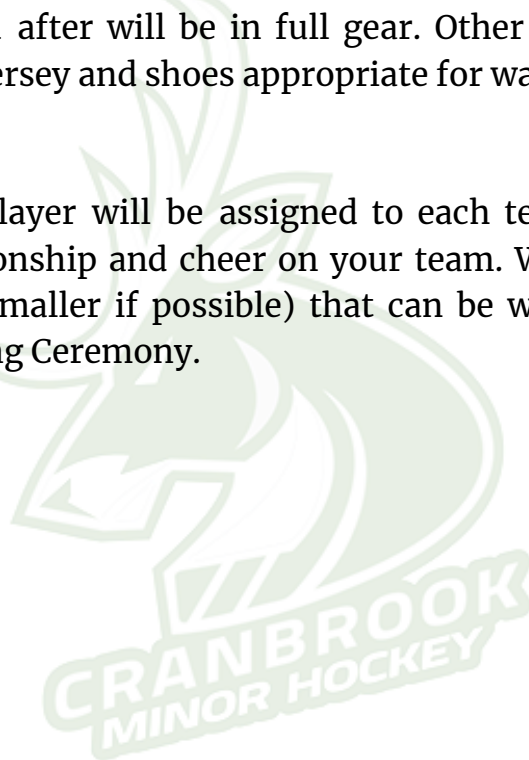 after will be in full gear. Other
ersey and shoes appropriate for wa
layer will be assigned to each te
onship and cheer on your team. W
maller if possible) that can be w
ng Ceremony.
CRANBROOK
MINOR HOCKEY